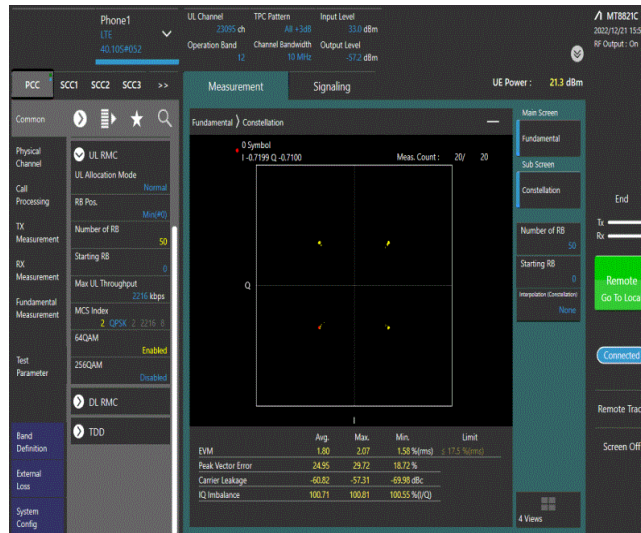 Phone1
LTE
40.10S#052
UL Channel TPC Pattern Input Level
23095 ch All +3dB 33.0 dBm
Operation Band Channel Bandwidth Output Level
12 10 MHz -57.2 dBm
MT8821C
2022/12/21 15:5
RF Output : On
PCC SCC1 SCC2 SCC3 >>
Measurement Signaling
UE Power : 21.3 dBm
Common
Physical
Channel
Call
Processing
TX
Measurement
RX
Measurement
Fundamental
Measurement
Test
Parameter
Band
Definition
External
Loss
System
Config
UL RMC
UL Allocation Mode
Normal
RB Pos.
Min(#0)
Number of RB
50
Starting RB
0
Max UL Throughput
2216 kbps
MCS Index
2 QPSK 2 2216 8
64QAM
Enabled
256QAM
Disabled
DL RMC
TDD
Fundamental Constellation
0 Symbol
I -0.7199 Q -0.7100 Meas. Count : 20/ 20
Q
I
Avg. Max. Min. Limit
EVM 1.80 2.07 1.58 %(rms) ≤ 17.5 %(rms)
Peak Vector Error 24.95 29.72 18.72 %
Carrier Leakage -60.82 -57.31 -69.98 dBc
IQ Imbalance 100.71 100.81 100.55 %(I/Q)
Main Screen
Fundamental
Sub Screen
Constellation
Number of RB
50
Starting RB
0
Interpolation (Constellation)
None
4 Views
End
Tx
Rx
Remote
Go To Loca
Connected
Remote Trac
Screen Off